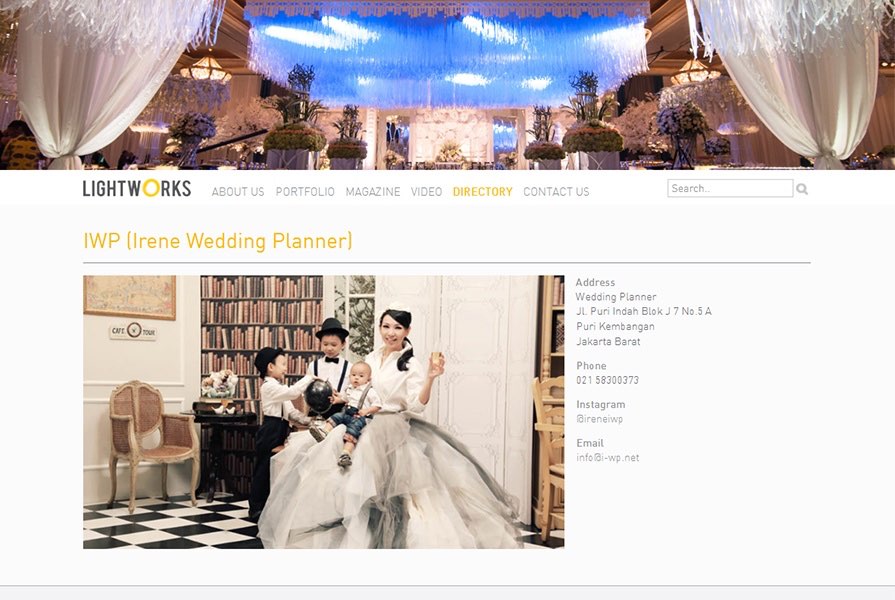 LIGHTWORKS
ABOUT US PORTFOLIO MAGAZINE VIDEO DIRECTORY CONTACT US
Search..
IWP (Irene Wedding Planner)
CAFE TOUR
Address
Wedding Planner
Jl. Puri Indah Blok J 7 No.5 A
Puri Kembangan
Jakarta Barat
Phone
021 58300373
Instagram
@ireneiwp
Email
info@i-wp.net